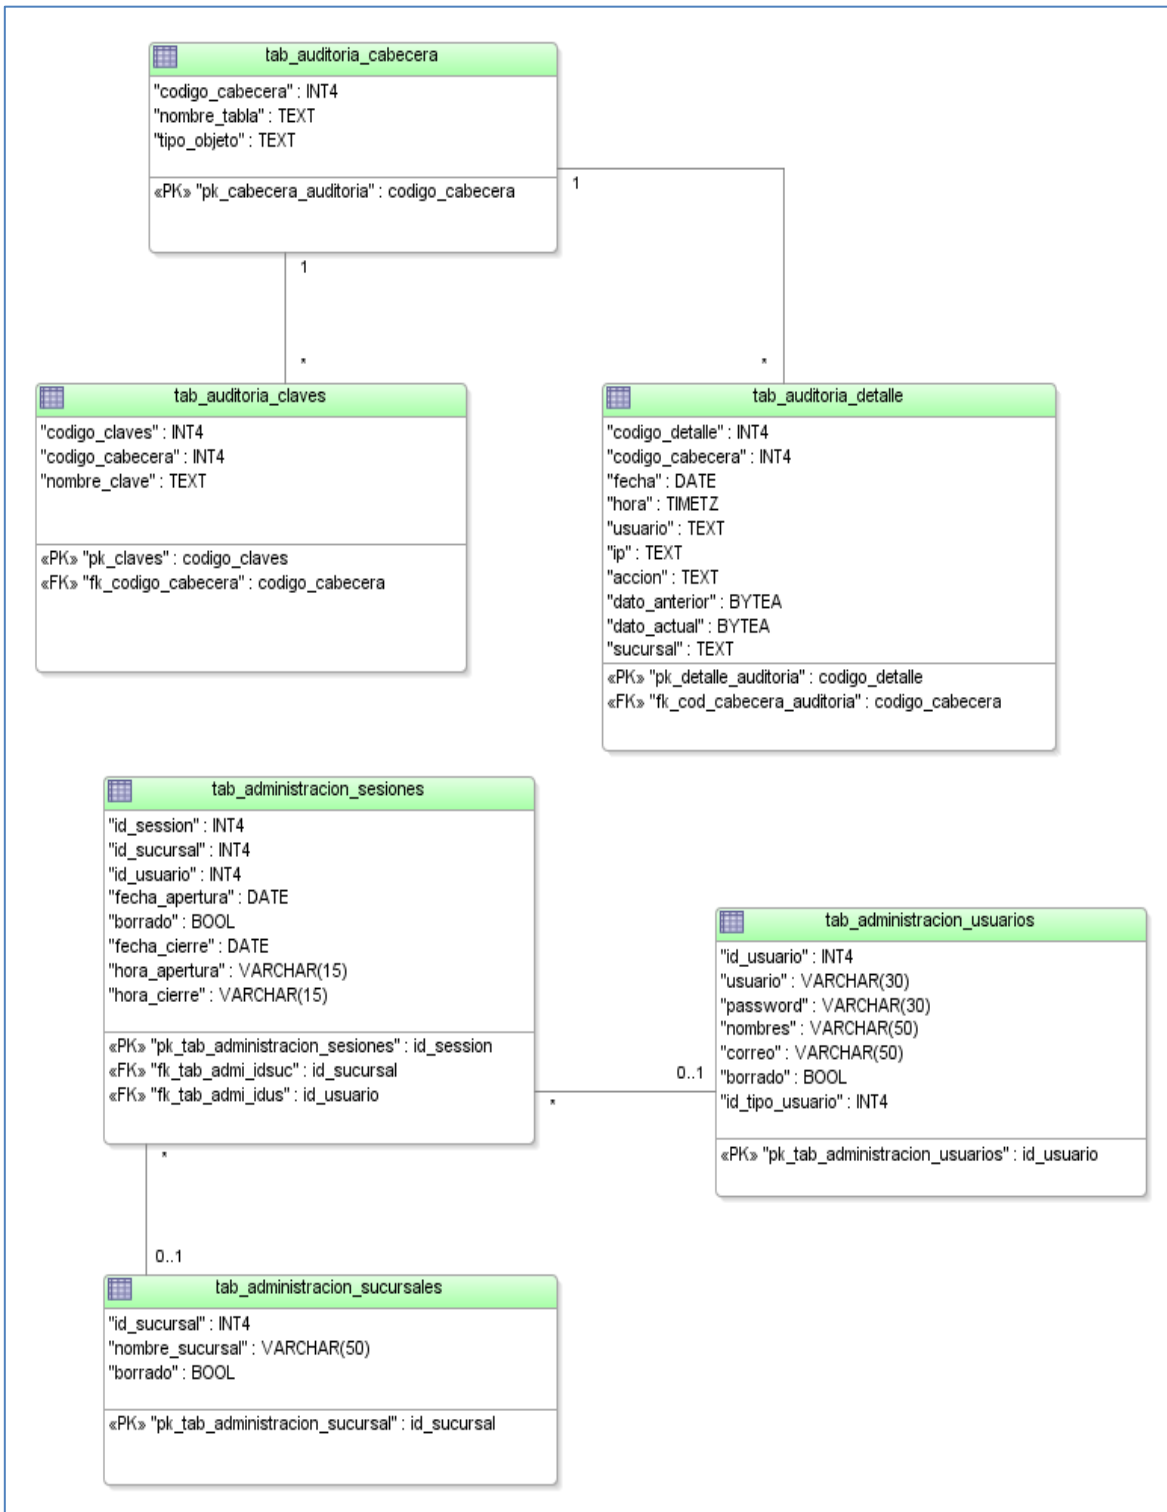 tab_auditoria_cabecera
"codigo_cabecera" : INT4
"nombre_tabla" : TEXT
"tipo_objeto" : TEXT
«PK» "pk_cabecera_auditoria" : codigo_cabecera
1
1
*
*
tab_auditoria_claves
"codigo_claves" : INT4
"codigo_cabecera" : INT4
"nombre_clave" : TEXT
«PK» "pk_claves" : codigo_claves
«FK» "fk_codigo_cabecera" : codigo_cabecera
tab_auditoria_detalle
"codigo_detalle" : INT4
"codigo_cabecera" : INT4
"fecha" : DATE
"hora" : TIMETZ
"usuario" : TEXT
"ip" : TEXT
"accion" : TEXT
"dato_anterior" : BYTEA
"dato_actual" : BYTEA
"sucursal" : TEXT
«PK» "pk_detalle_auditoria" : codigo_detalle
«FK» "fk_cod_cabecera_auditoria" : codigo_cabecera
tab_administracion_sesiones
"id_session" : INT4
"id_sucursal" : INT4
"id_usuario" : INT4
"fecha_apertura" : DATE
"borrado" : BOOL
"fecha_cierre" : DATE
"hora_apertura" : VARCHAR(15)
"hora_cierre" : VARCHAR(15)
«PK» "pk_tab_administracion_sesiones" : id_session
«FK» "fk_tab_admi_idsuc" : id_sucursal
«FK» "fk_tab_admi_idus" : id_usuario
*
0..1
tab_administracion_usuarios
"id_usuario" : INT4
"usuario" : VARCHAR(30)
"password" : VARCHAR(30)
"nombres" : VARCHAR(50)
"correo" : VARCHAR(50)
"borrado" : BOOL
"id_tipo_usuario" : INT4
«PK» "pk_tab_administracion_usuarios" : id_usuario
*
0..1
tab_administracion_sucursales
"id_sucursal" : INT4
"nombre_sucursal" : VARCHAR(50)
"borrado" : BOOL
«PK» "pk_tab_administracion_sucursal" : id_sucursal